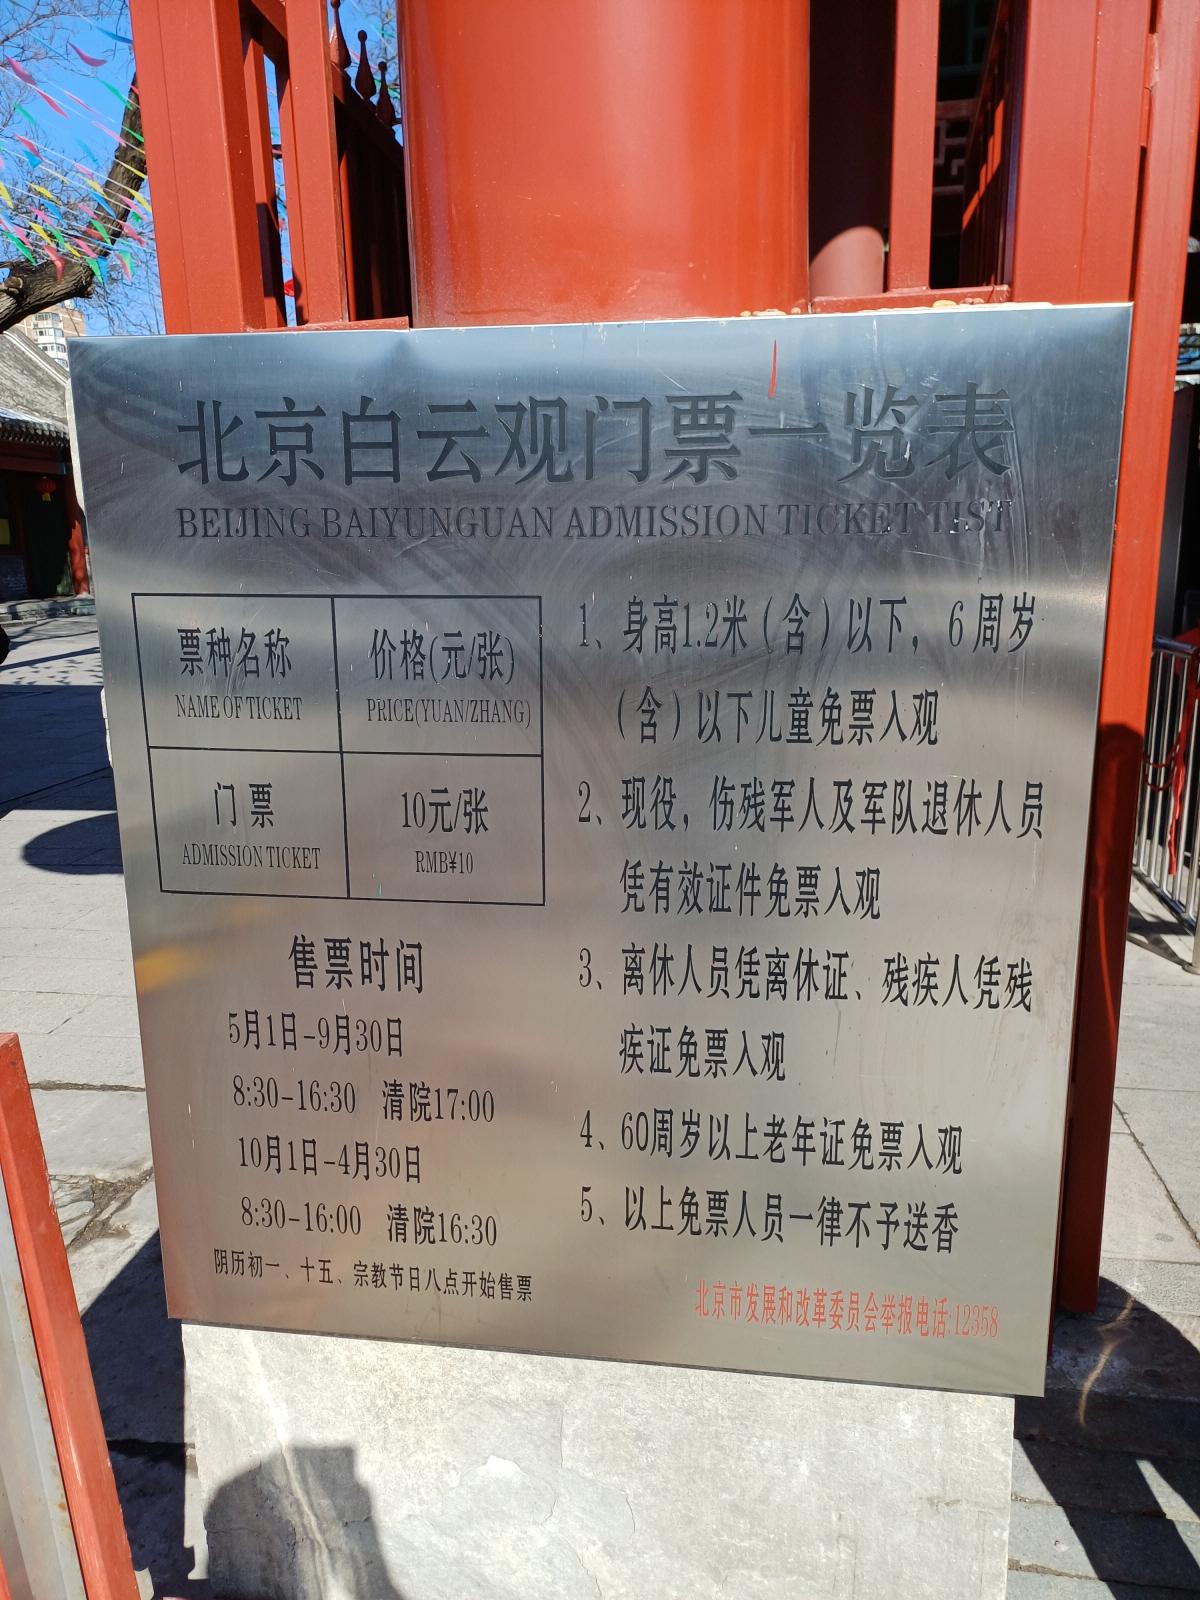 北京白云观门票一览表
BEIJING BAIYUNGUAN ADMISSION TICKET TIST
票种名称
NAME OF TICKET
价格(元/张)
PRICE(YUAN/ZHANG)
门票
ADMISSION TICKET
10元/张
RMB¥10
售票时间
5月1日-9月30日
8:30-16:30 清院17:00
10月1日-4月30日
8:30-16:00 清院16:30
阴历初一、十五、宗教节日八点开始售票
1、身高1.2米（含）以下，6周岁
（含）以下儿童免票入观
2、现役，伤残军人及军队退休人员
凭有效证件免票入观
3、离休人员凭离休证、残疾人凭残
疾证免票入观
4、60周岁以上老年证免票入观
5、以上免票人员一律不予送香
北京市发展和改革委员会举报电话:12358